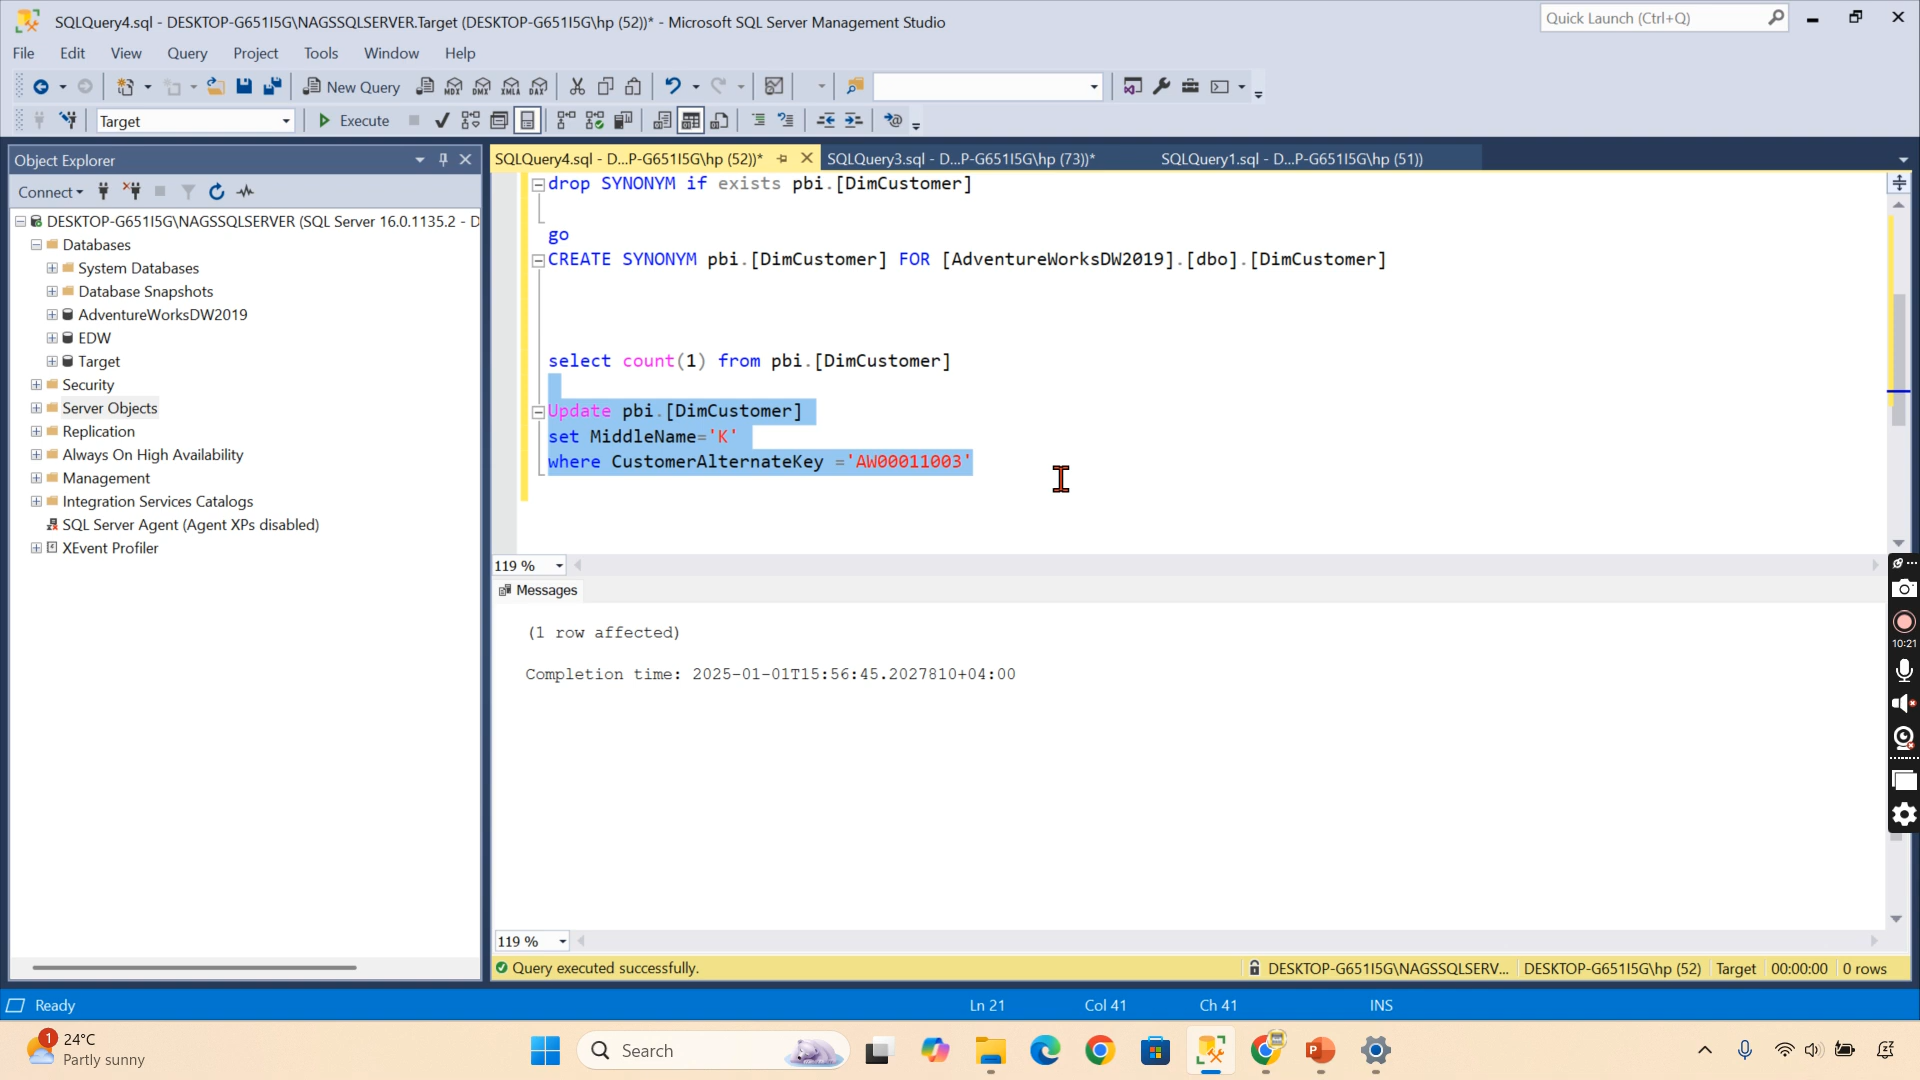 SQLQuery4.sql - DESKTOP-G651I5G\NAGSSQLSERVER.Target (DESKTOP-G651I5G\hp (52))* - Microsoft SQL Server Management Studio
Quick Launch (Ctrl+Q)
File Edit View Query Project Tools Window Help
New Query
MDX DMX XMLA DAX
Target
Execute
Object Explorer
SQLQuery4.sql - D...P-G651I5G\hp (52))*
SQLQuery3.sql - D...P-G651I5G\hp (73))*
SQLQuery1.sql - D...P-G651I5G\hp (51))
Connect
DESKTOP-G651I5G\NAGSSQLSERVER (SQL Server 16.0.1135.2 - D
Databases
System Databases
Database Snapshots
AdventureWorksDW2019
EDW
Target
Security
Server Objects
Replication
Always On High Availability
Management
Integration Services Catalogs
SQL Server Agent (Agent XPs disabled)
XEvent Profiler
drop SYNONYM if exists pbi.[DimCustomer]
go
CREATE SYNONYM pbi.[DimCustomer] FOR [AdventureWorksDW2019].[dbo].[DimCustomer]
select count(1) from pbi.[DimCustomer]
Update pbi.[DimCustomer]
set MiddleName='K'
where CustomerAlternateKey ='AW00011003'
119 %
Messages
(1 row affected)
Completion time: 2025-01-01T15:56:45.2027810+04:00
10:21
119 %
Query executed successfully.
DESKTOP-G651I5G\NAGSSQLSERV... DESKTOP-G651I5G\hp (52) Target 00:00:00 0 rows
Ready
Ln 21 Col 41 Ch 41 INS
1
24°C
Partly sunny
Search